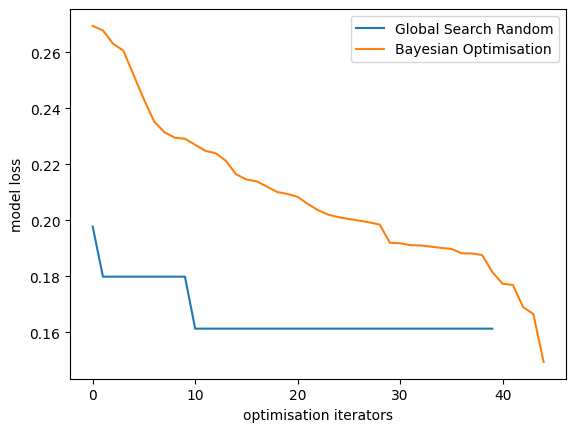 Global Search Random
Bayesian Optimisation
model loss
0.26
0.24
0.22
0.20
0.18
0.16
0 10 20 30 40
optimisation iterators